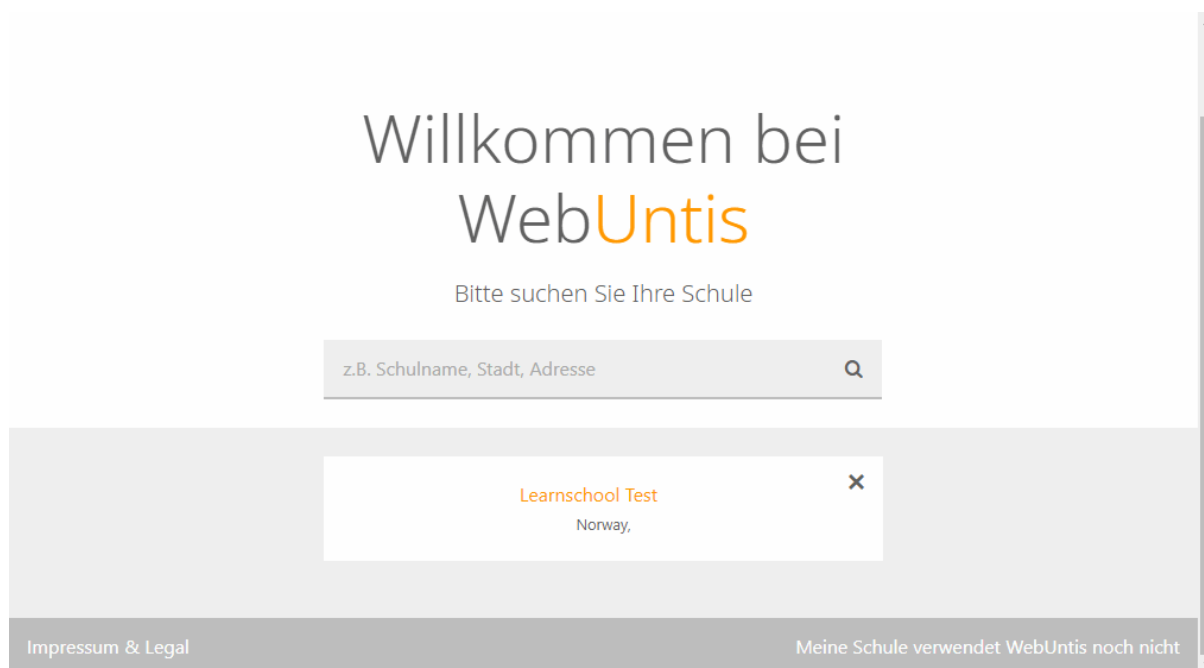 Willkommen bei
WebUntis
Bitte suchen Sie Ihre Schule
z.B. Schulname, Stadt, Adresse
Learnschool Test
Norway,
Impressum & Legal
Meine Schule verwendet WebUntis noch nicht